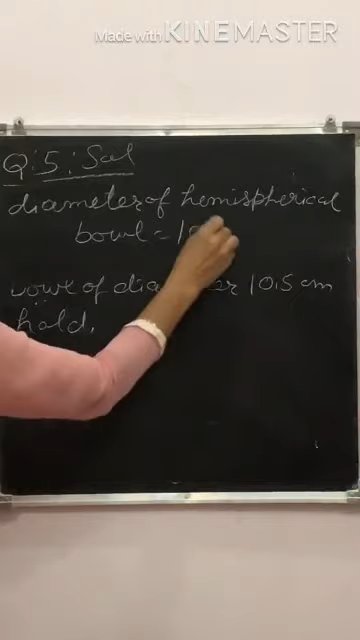 Made with KINEMASTER
Q:5: Sol
diameter of hemispherical
bowl = 10
bowl of dia er 10.5 cm
hold.